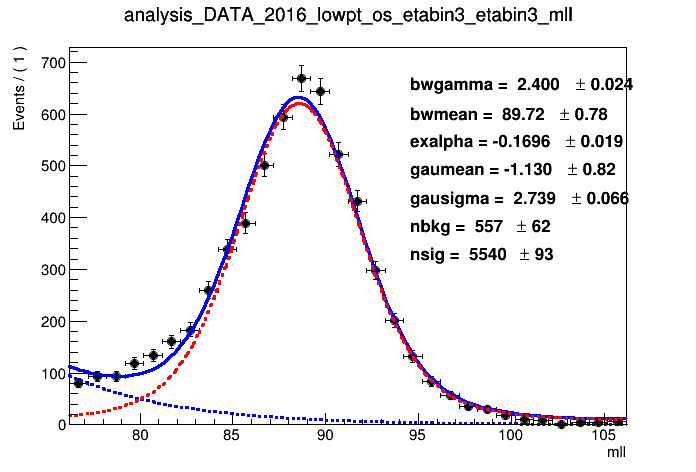 analysis_DATA_2016_lowpt_os_etabin3_etabin3_mll
Events / ( 1 )
700
600
500
400
300
200
100
0
bwgamma = 2.400 ± 0.024
bwmean = 89.72 ± 0.78
exalpha = -0.1696 ± 0.019
gaumean = -1.130 ± 0.82
gausigma = 2.739 ± 0.066
nbkg = 557 ± 62
nsig = 5540 ± 93
80 85 90 95 100 105
mll